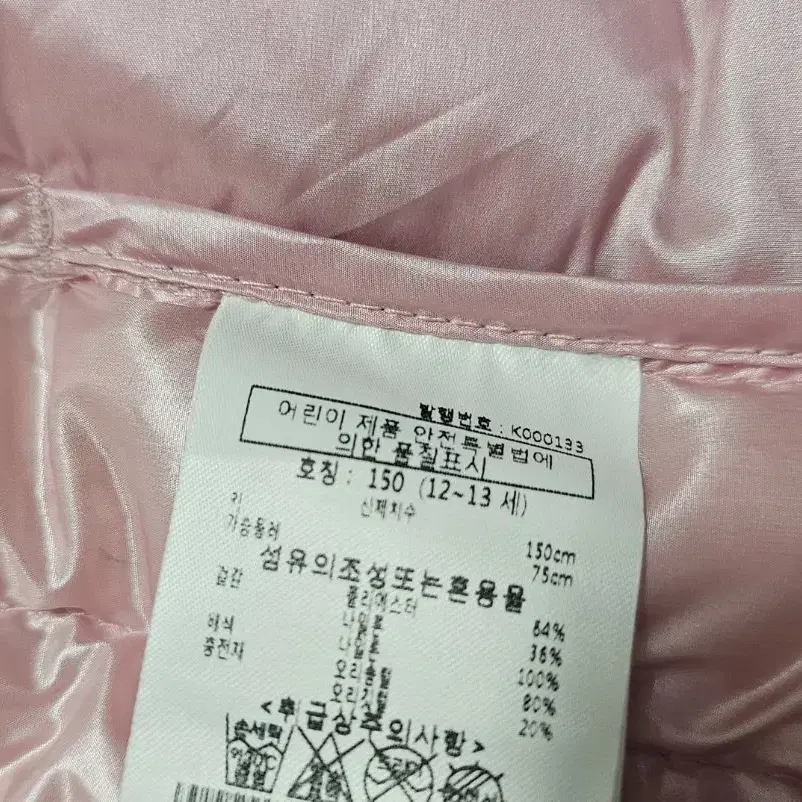 발행번호 : K000133
어린이 제품 안전특별법에
의한 품질표시
호칭 : 150 (12~13 세)
신체치수
키 150cm
가슴둘레 75cm
섬유의조성또는혼용율
겉감 폴리에스터 64%
나일론 36%
배색 나일론 100%
충전재 오리솜털 80%
오리깃털 20%
<취급상주의사항>
손세탁